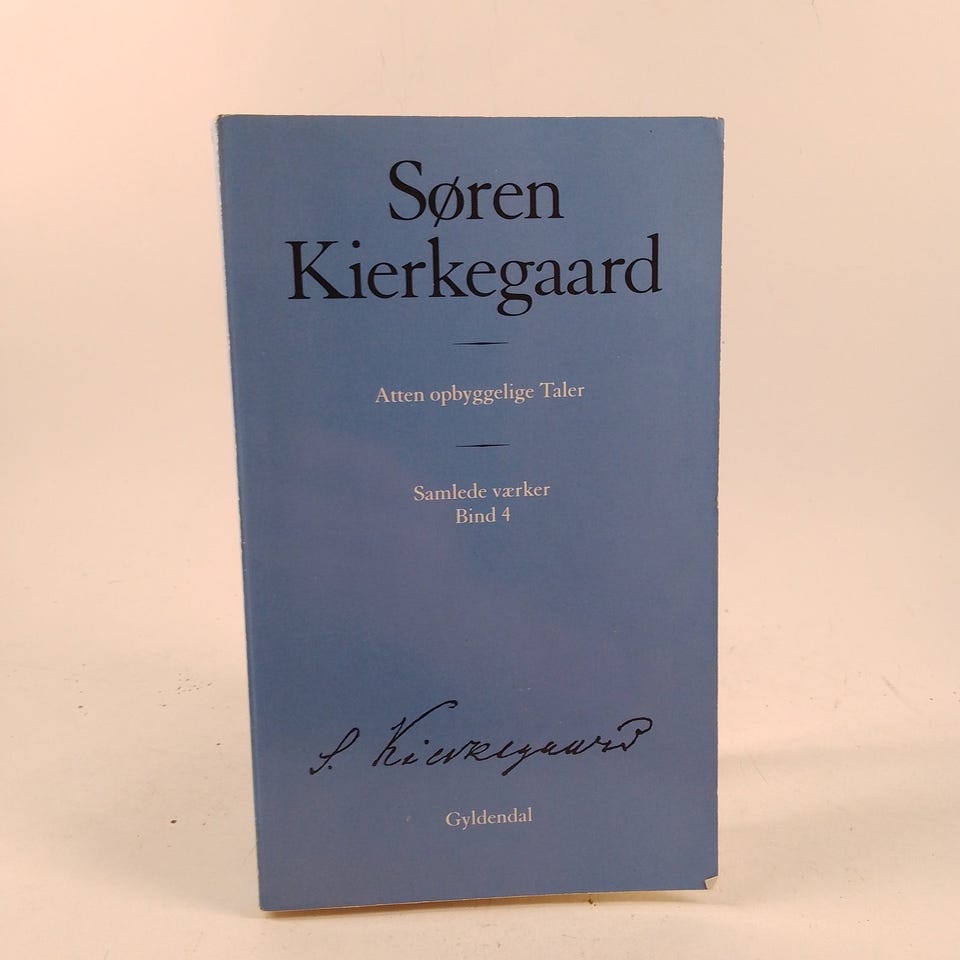 Søren
Kierkegaard
Atten opbyggelige Taler
Samlede værker
Bind 4
S. Kierkegaard
Gyldendal